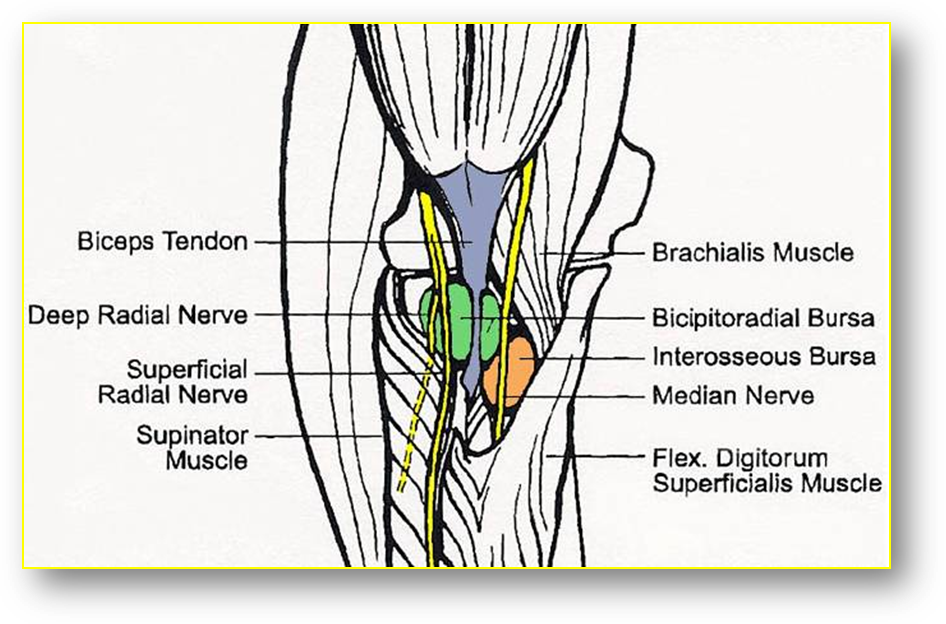 Biceps Tendon
Deep Radial Nerve
Superficial
Radial Nerve
Supinator
Muscle
Brachialis Muscle
Bicipitoradial Bursa
Interosseous Bursa
Median Nerve
Flex. Digitorum
Superficialis Muscle